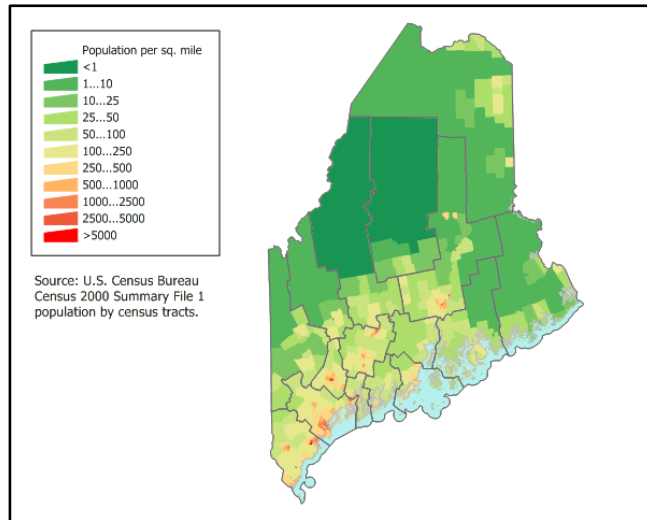 Population per sq. mile
<1
1...10
10...25
25...50
50...100
100...250
250...500
500...1000
1000...2500
2500...5000
>5000
Source: U.S. Census Bureau
Census 2000 Summary File 1
population by census tracts.